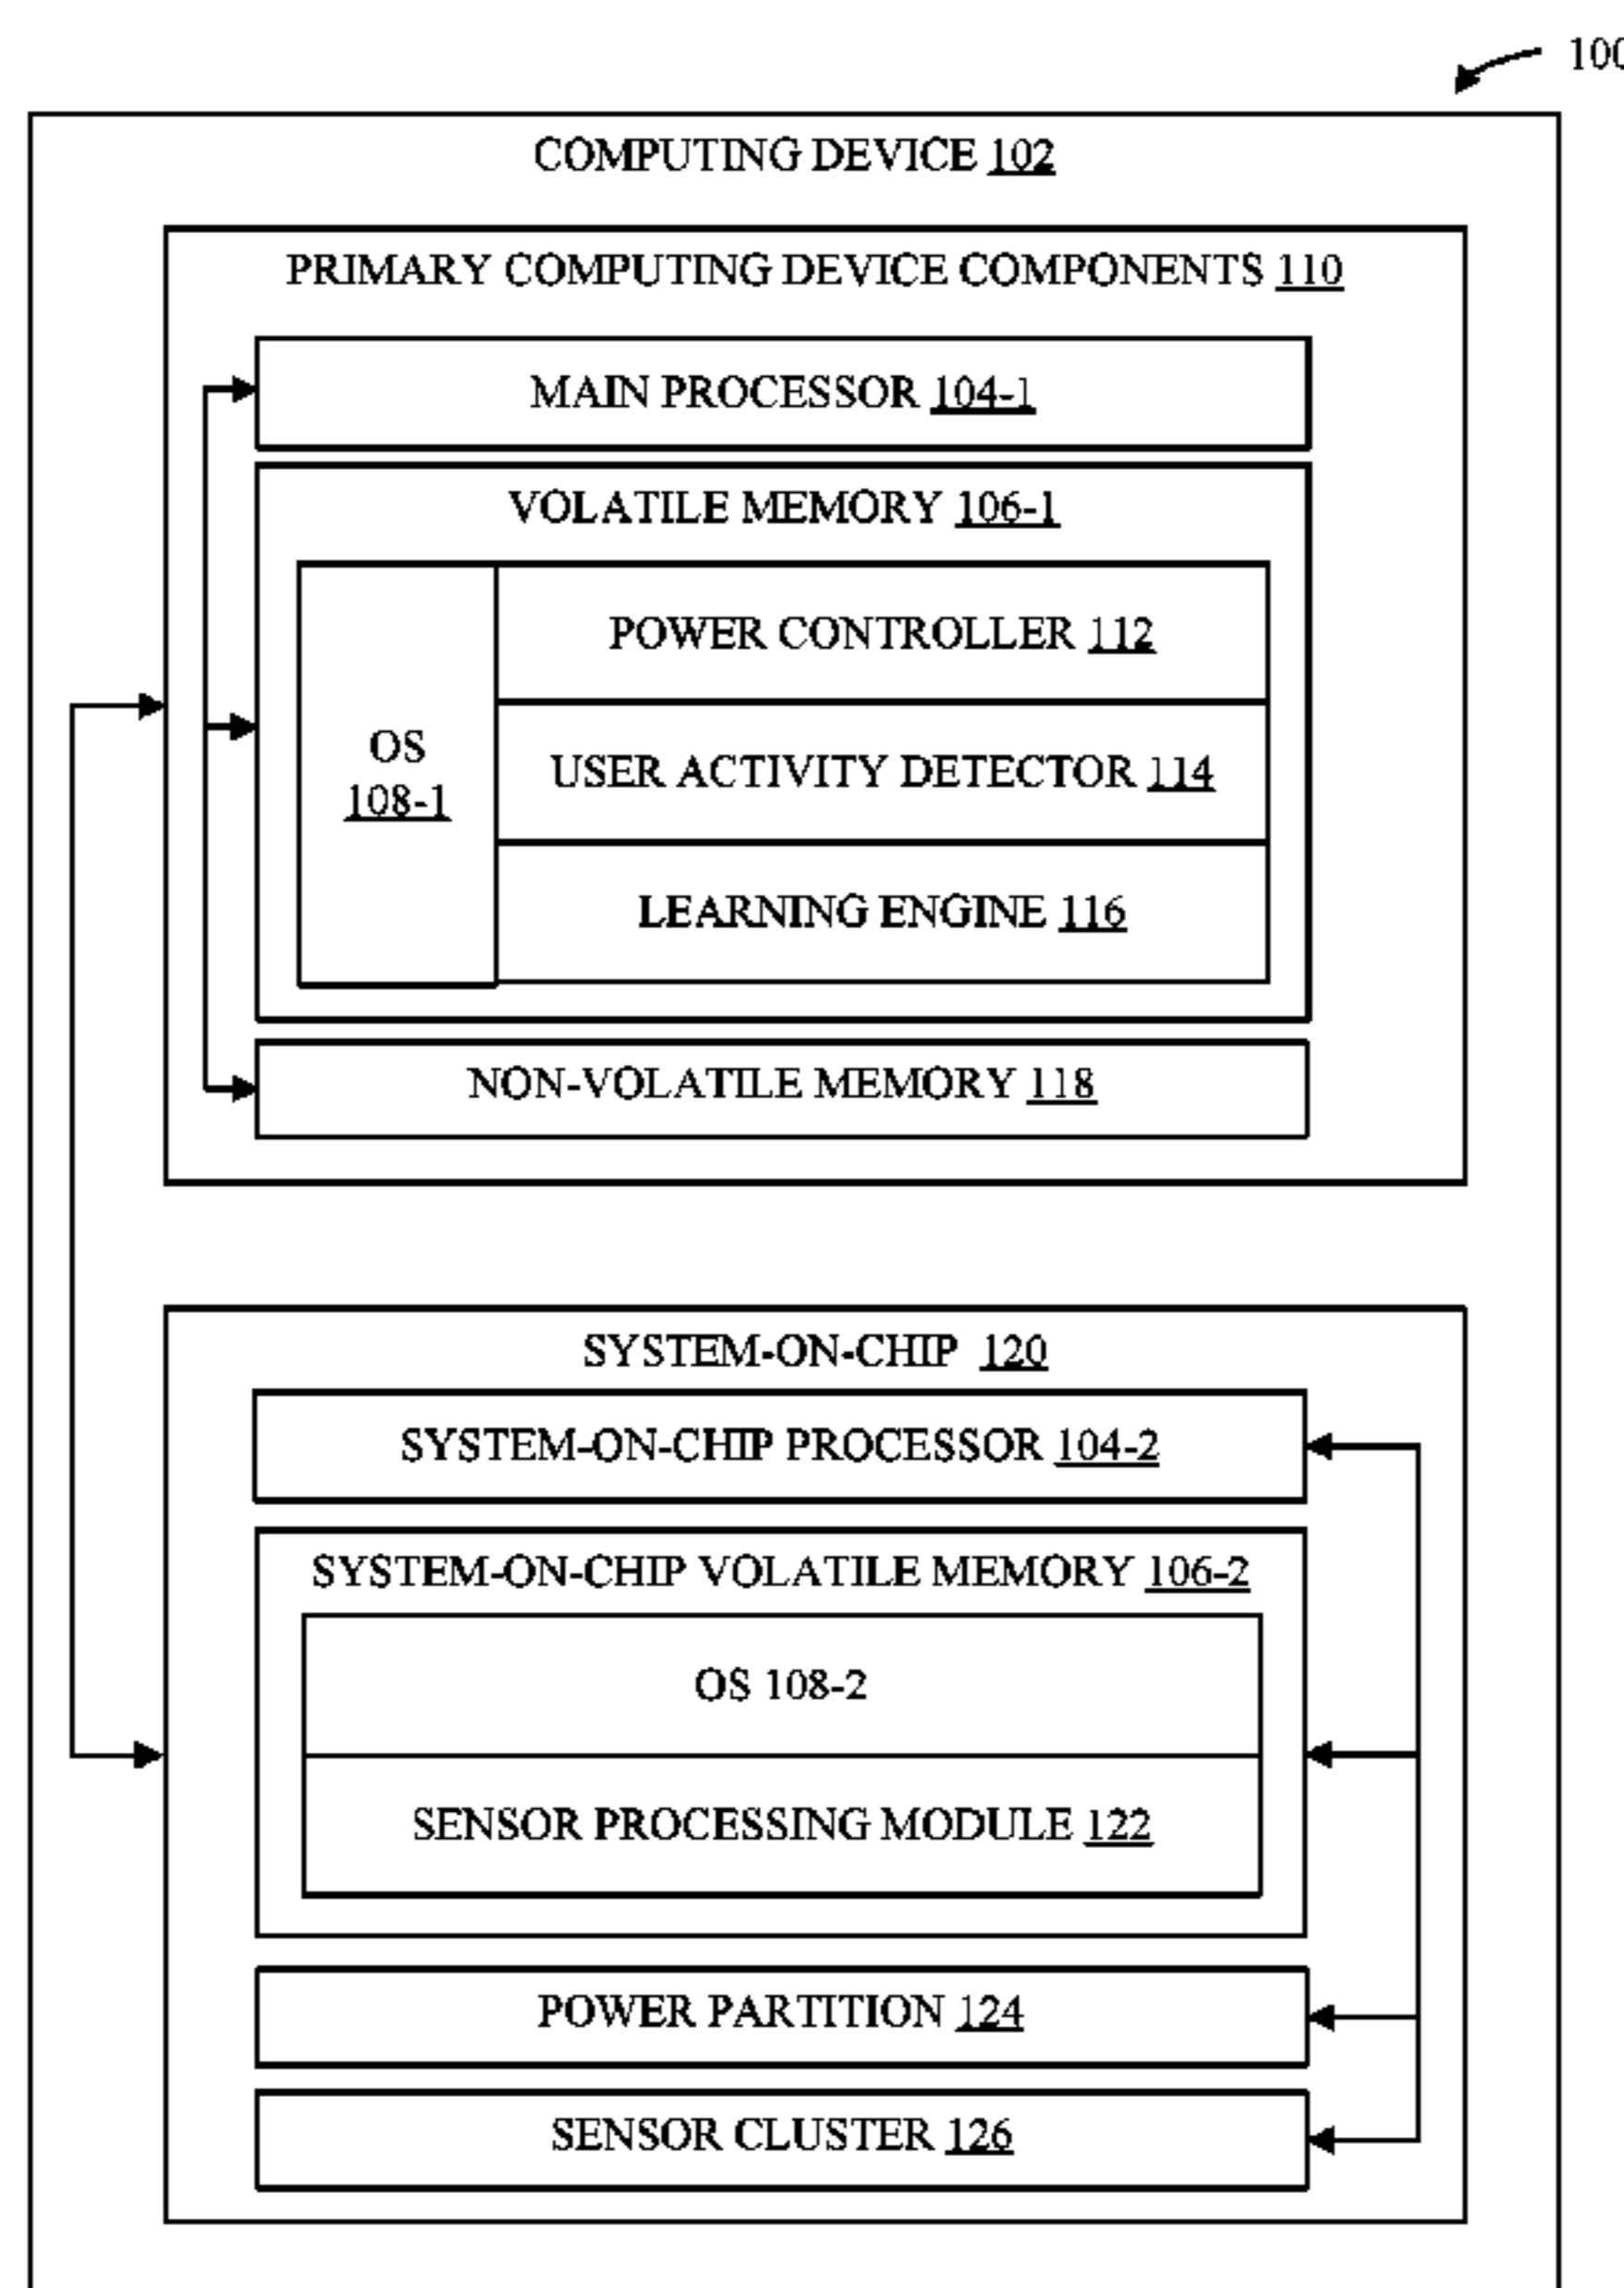 100
COMPUTING DEVICE 102
PRIMARY COMPUTING DEVICE COMPONENTS 110
MAIN PROCESSOR 104-1
VOLATILE MEMORY 106-1
OS
108-1
POWER CONTROLLER 112
USER ACTIVITY DETECTOR 114
LEARNING ENGINE 116
NON-VOLATILE MEMORY 118
SYSTEM-ON-CHIP 120
SYSTEM-ON-CHIP PROCESSOR 104-2
SYSTEM-ON-CHIP VOLATILE MEMORY 106-2
OS 108-2
SENSOR PROCESSING MODULE 122
POWER PARTITION 124
SENSOR CLUSTER 126